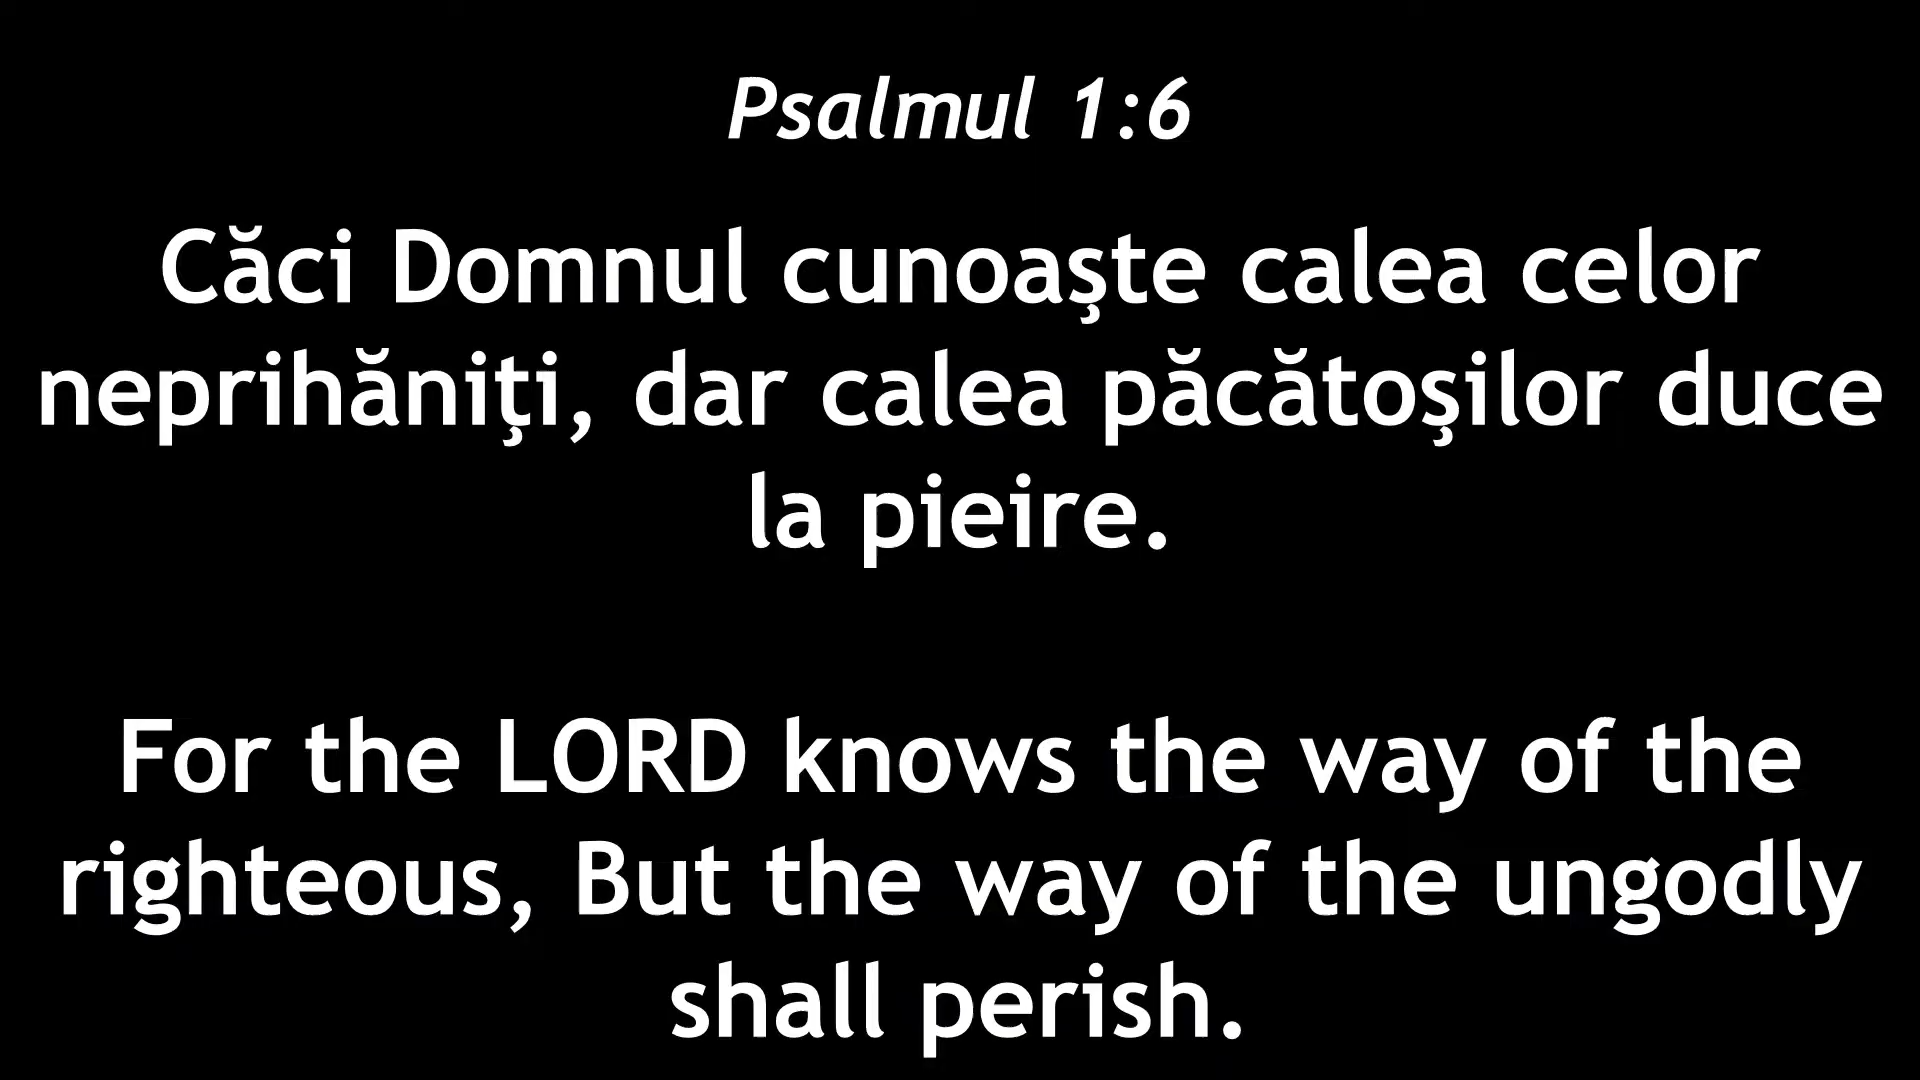 Psalmul 1:6
Căci Domnul cunoaşte calea celor
neprihăniţi, dar calea păcătoşilor duce
la pieire.
For the LORD knows the way of the
righteous, But the way of the ungodly
shall perish.